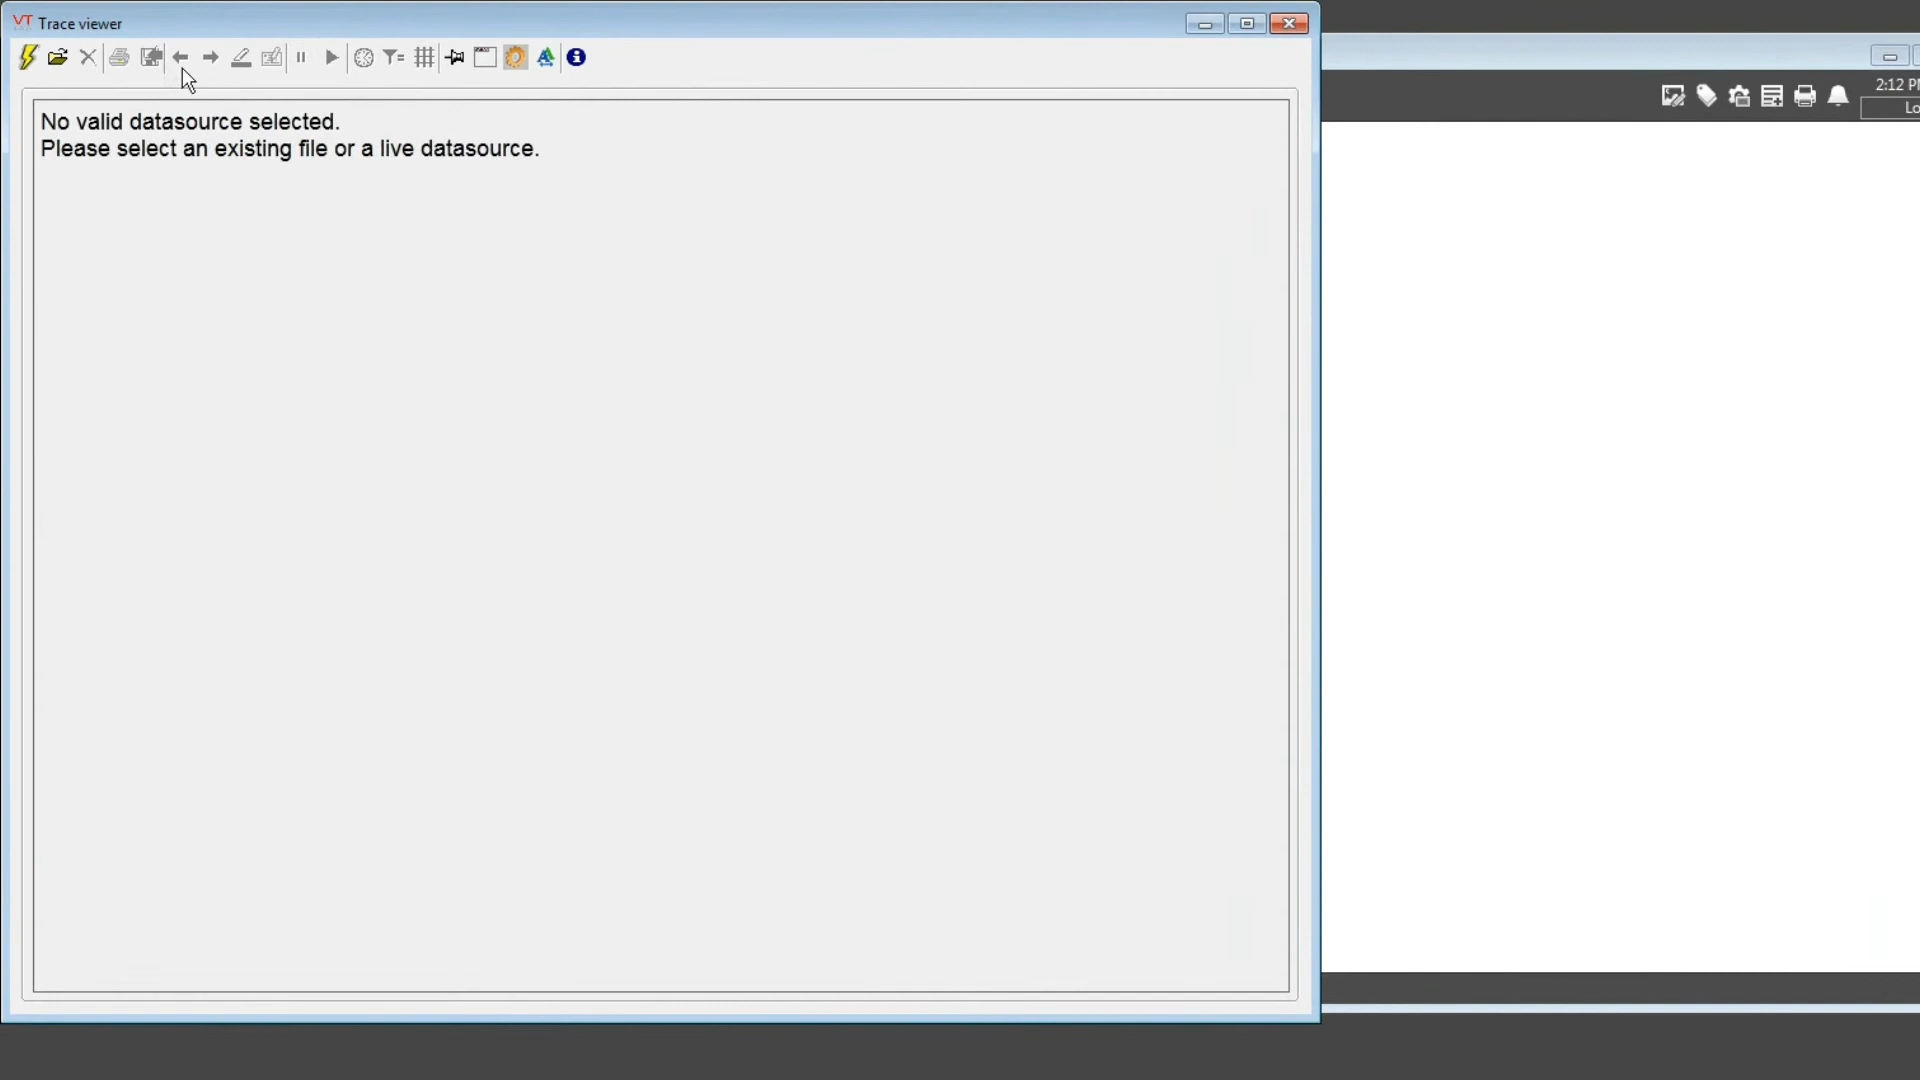 VT Trace viewer
2:12 P
Lo
No valid datasource selected.
Please select an existing file or a live datasource.